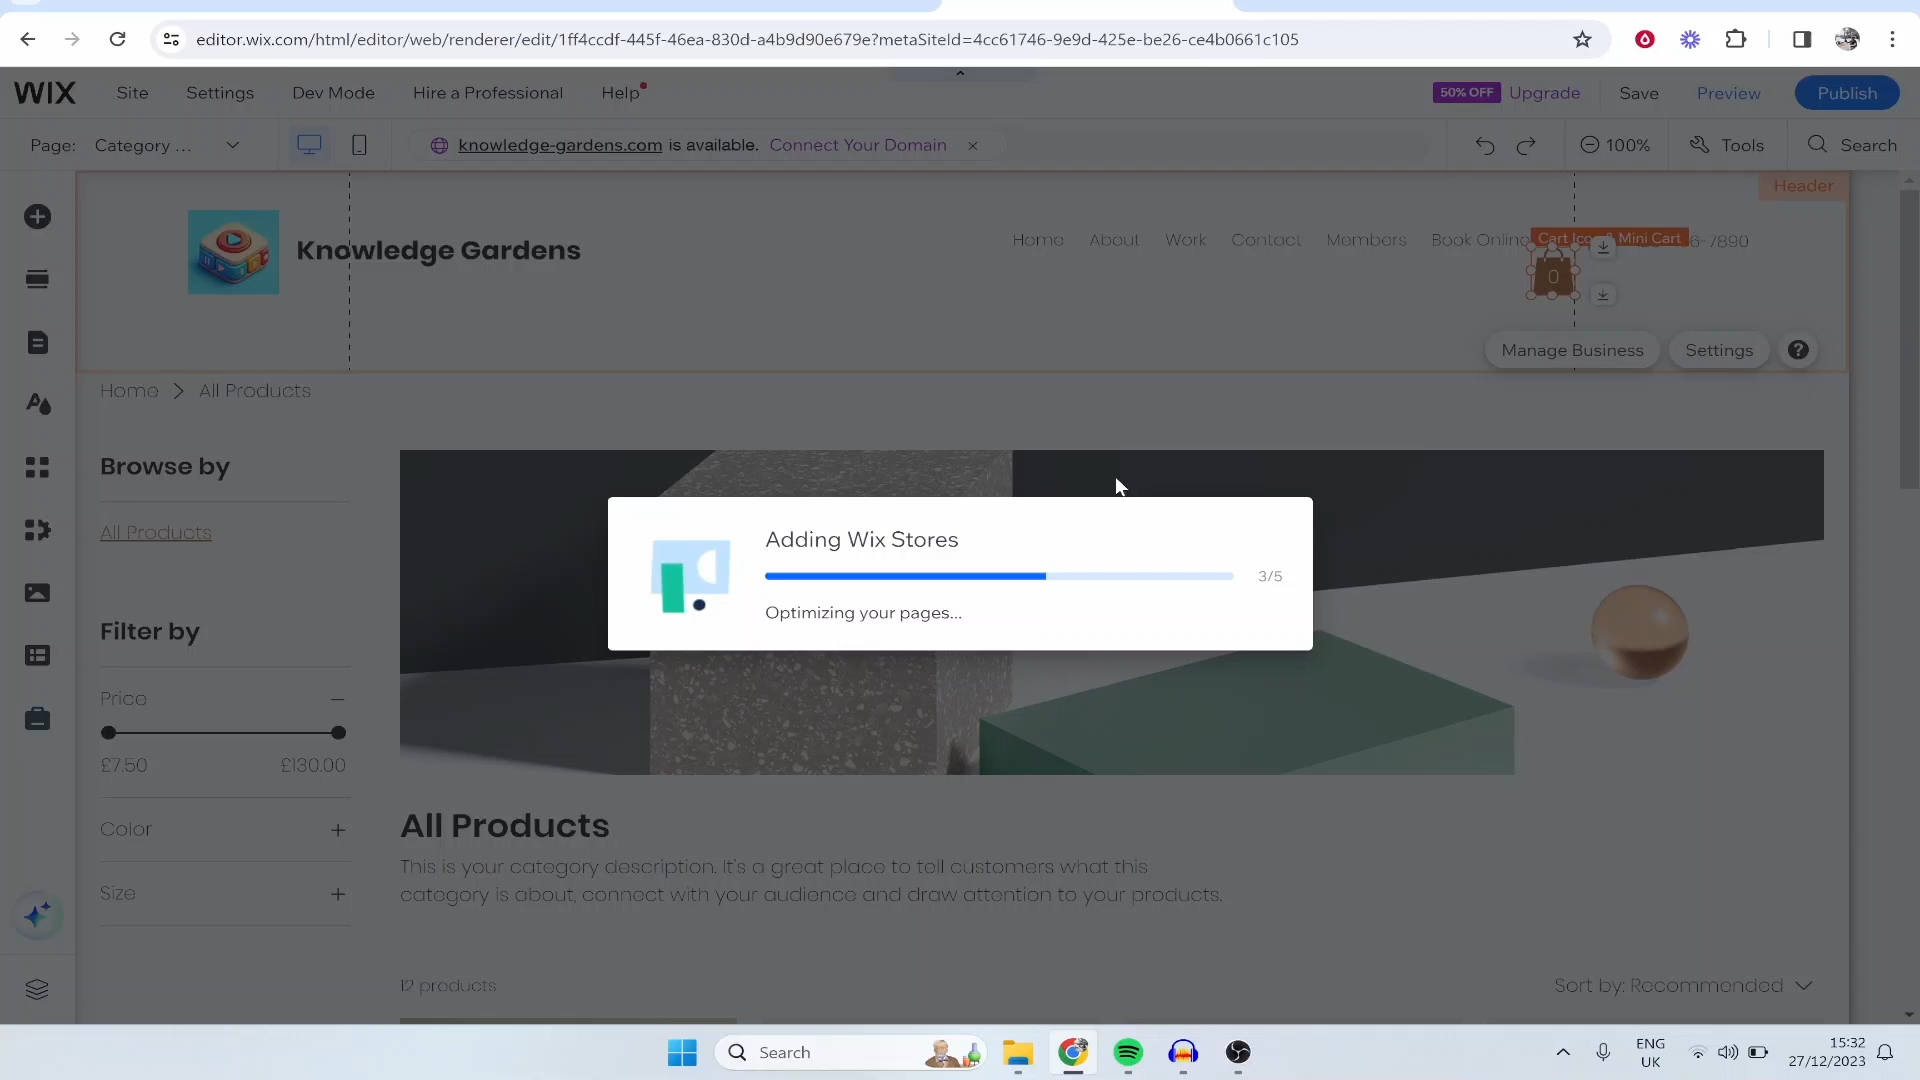 editor.wix.com/html/editor/web/renderer/edit/1ff4ccdf-445f-46ea-830d-a4b9d90e679e?metaSiteId=4cc61746-9e9d-425e-be26-ce4b0661c105
WIX Site Settings Dev Mode Hire a Professional Help 50% OFF Upgrade Save Preview Publish
Page: Category ... knowledge-gardens.com is available. Connect Your Domain 100% Tools Search
Header
Knowledge Gardens
Home About Work Contact Members Book Online 6-7890
Cart Icon & Mini Cart
0
Manage Business Settings ?
Home > All Products
Browse by
All Products
Adding Wix Stores
3/5
Optimizing your pages...
Filter by
Price
£7.50 £130.00
Color
Size
All Products
This is your category description. It's a great place to tell customers what this
category is about, connect with your audience and draw attention to your products.
12 products
Sort by: Recommended
Search
ENG
UK
15:32
27/12/2023